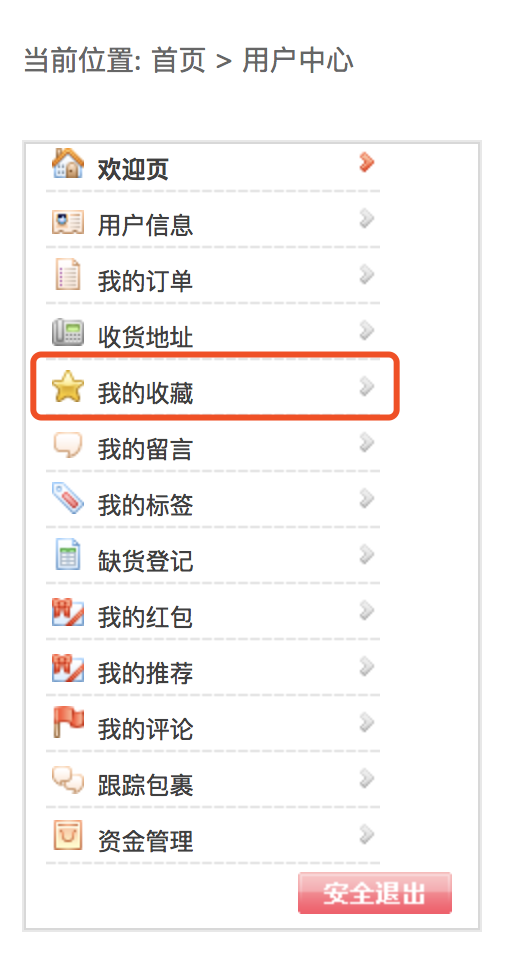 当前位置: 首页 > 用户中心
欢迎页
用户信息
我的订单
收货地址
我的收藏
我的留言
我的标签
缺货登记
我的红包
我的推荐
我的评论
跟踪包裹
资金管理
安全退出